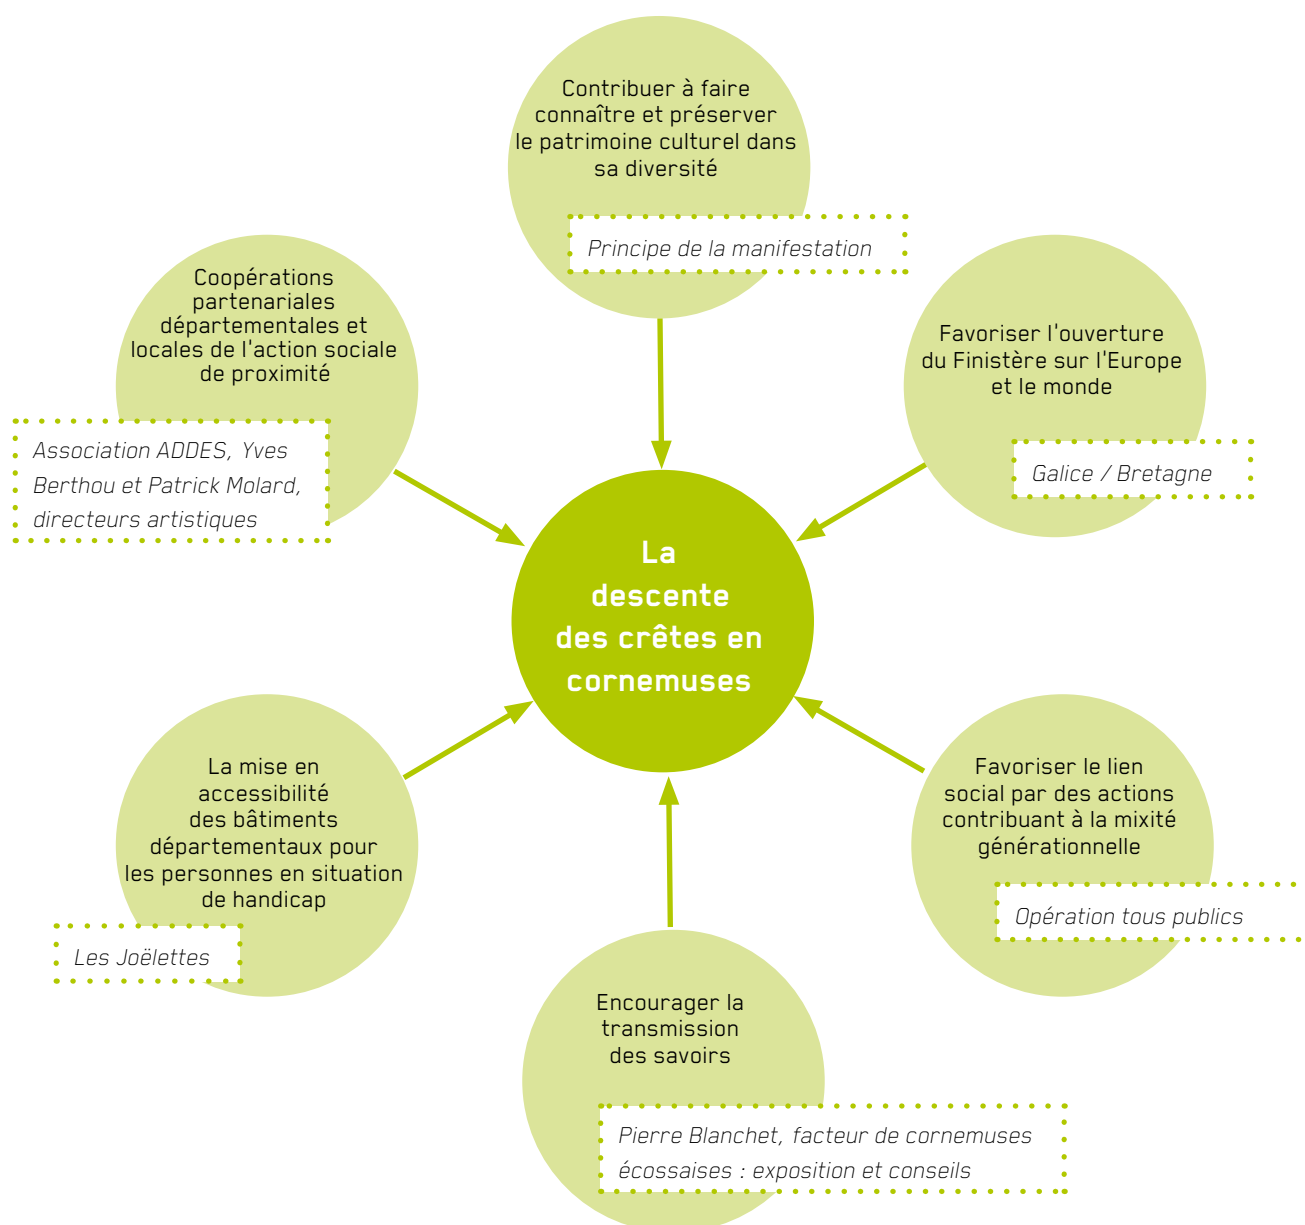 Contribuer à faire
connaître et préserver
le patrimoine culturel dans
sa diversité
Principe de la manifestation
Coopérations
partenariales
départementales et
locales de l'action sociale
de proximité
Association ADDES, Yves
Berthou et Patrick Molard,
directeurs artistiques
Favoriser l'ouverture
du Finistère sur l'Europe
et le monde
Galice / Bretagne
La
descente
des crêtes en
cornemuses
La mise en
accessibilité
des bâtiments
départementaux pour
les personnes en situation
de handicap
Les Joëlettes
Favoriser le lien
social par des actions
contribuant à la mixité
générationnelle
Opération tous publics
Encourager la
transmission
des savoirs
Pierre Blanchet, facteur de cornemuses
écossaises : exposition et conseils